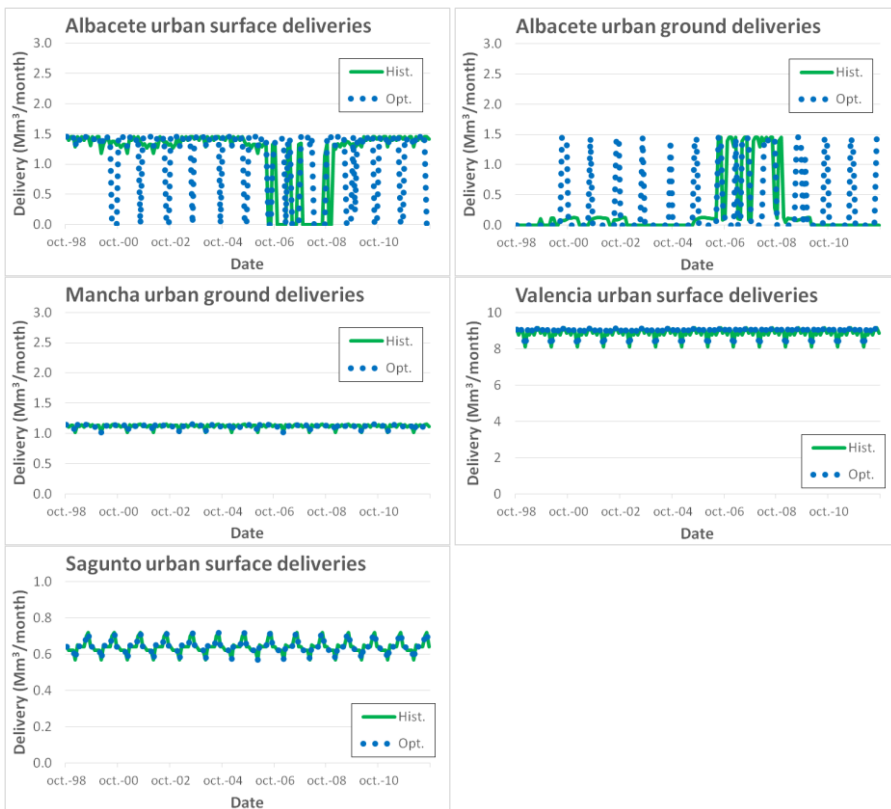 Albacete urban surface deliveries
Delivery (Mm³/month)
3.0
2.5
2.0
1.5
1.0
0.5
0.0
Hist.
Opt.
oct.-98 oct.-00 oct.-02 oct.-04 oct.-06 oct.-08 oct.-10
Date
Albacete urban ground deliveries
Delivery (Mm³/month)
3.0
2.5
2.0
1.5
1.0
0.5
0.0
Hist.
Opt.
oct.-98 oct.-00 oct.-02 oct.-04 oct.-06 oct.-08 oct.-10
Date
Mancha urban ground deliveries
Delivery (Mm³/month)
3.0
2.5
2.0
1.5
1.0
0.5
0.0
Hist.
Opt.
oct.-98 oct.-00 oct.-02 oct.-04 oct.-06 oct.-08 oct.-10
Date
Valencia urban surface deliveries
Delivery (Mm³/month)
10
8
6
4
2
0
Hist.
Opt.
oct.-98 oct.-00 oct.-02 oct.-04 oct.-06 oct.-08 oct.-10
Date
Sagunto urban surface deliveries
Delivery (Mm³/month)
1.0
0.8
0.6
0.4
0.2
0.0
Hist.
Opt.
oct.-98 oct.-00 oct.-02 oct.-04 oct.-06 oct.-08 oct.-10
Date